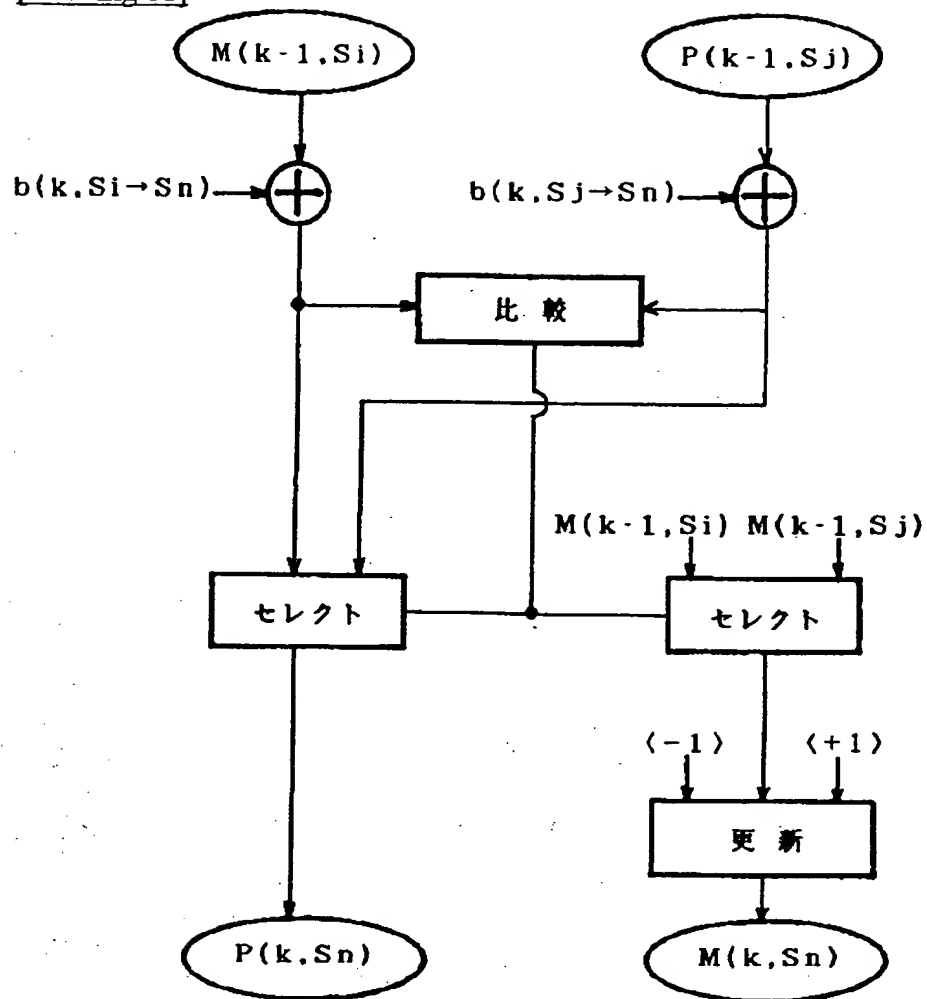 M(k-1,Si) P(k-1,Sj)
b(k,Si→Sn) b(k,Sj→Sn)
比較
M(k-1,Si) M(k-1,Sj)
セレクト セレクト
〈-1〉 〈+1〉
更新
P(k,Sn) M(k,Sn)